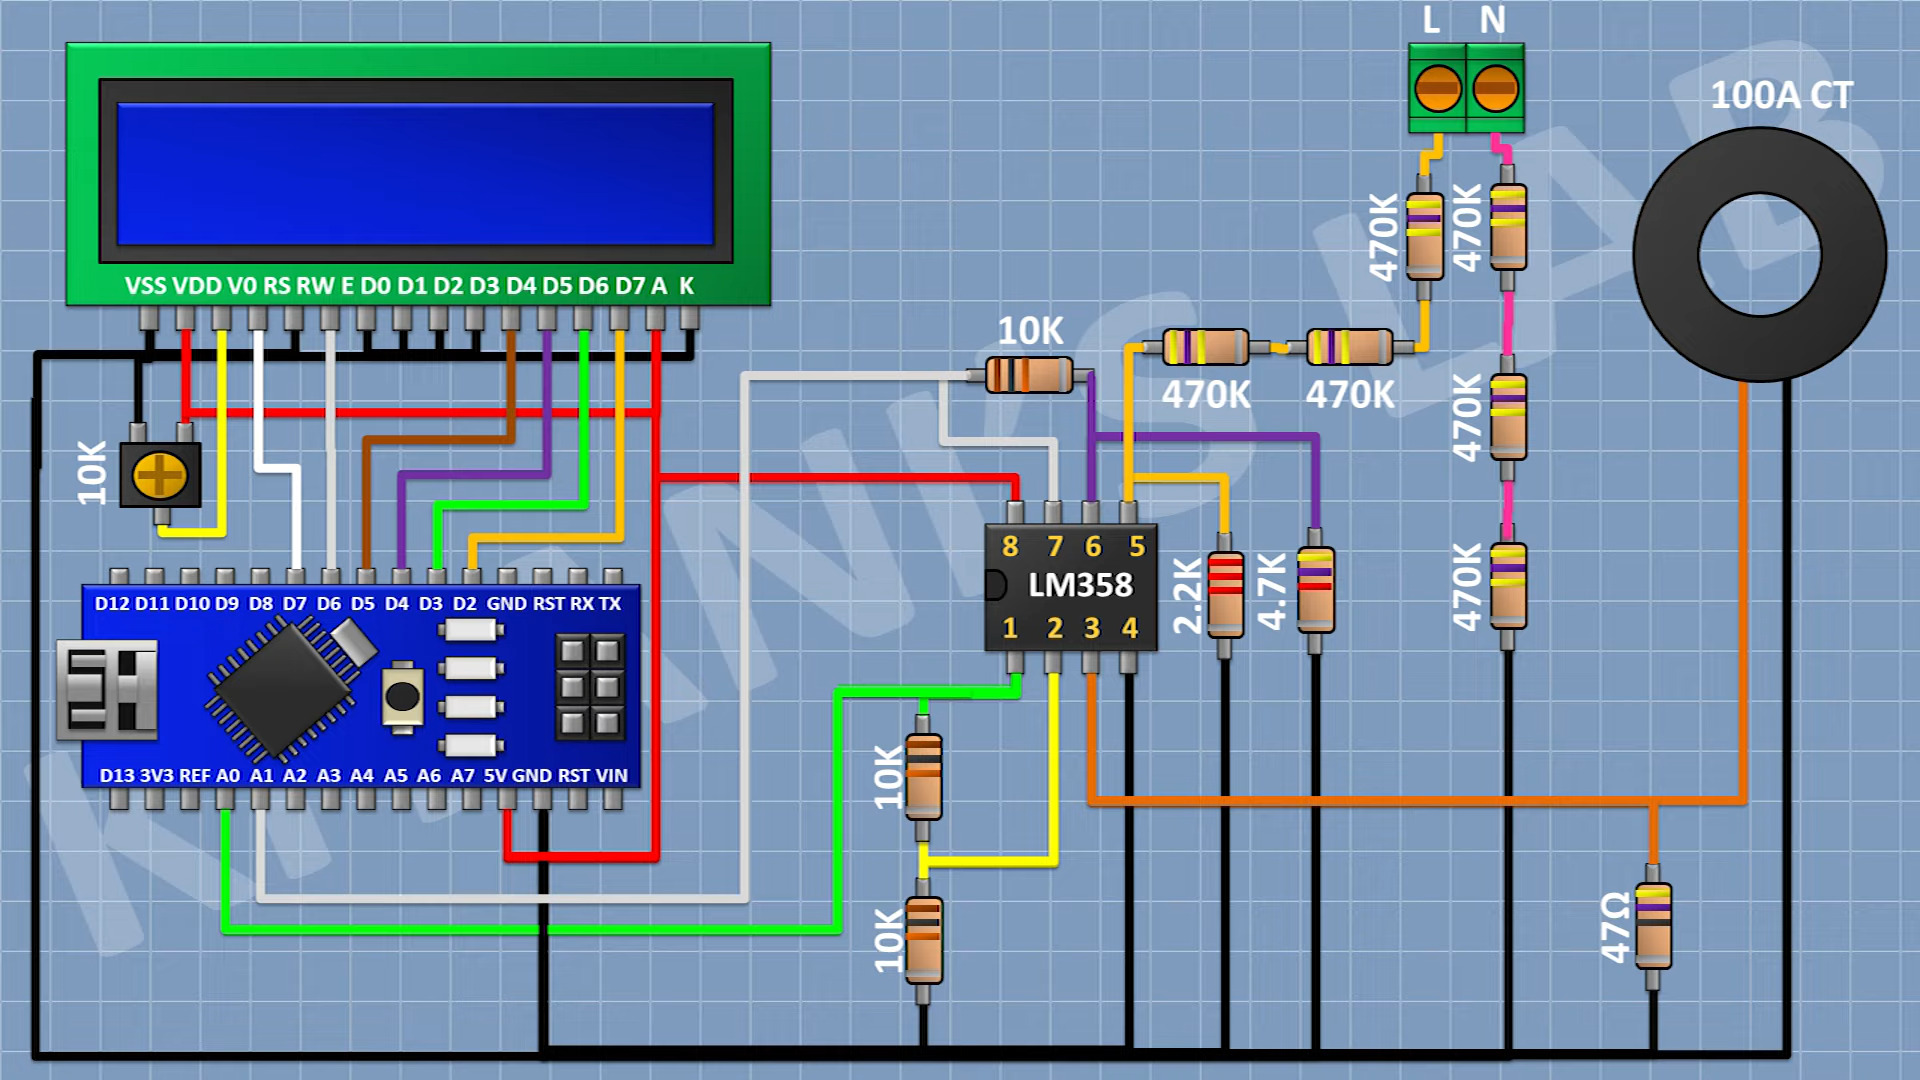 L N
100A CT
VSS VDD V0 RS RW E D0 D1 D2 D3 D4 D5 D6 D7 A K
10K
470K
470K
10K
470K
470K
470K
10K
8 7 6 5
LM358
1 2 3 4
2.2K
4.7K
470K
D12 D11 D10 D9 D8 D7 D6 D5 D4 D3 D2 GND RST RX TX
D13 3V3 REF A0 A1 A2 A3 A4 A5 A6 A7 5V GND RST VIN
10K
10K
47Ω
KHANKS LAB